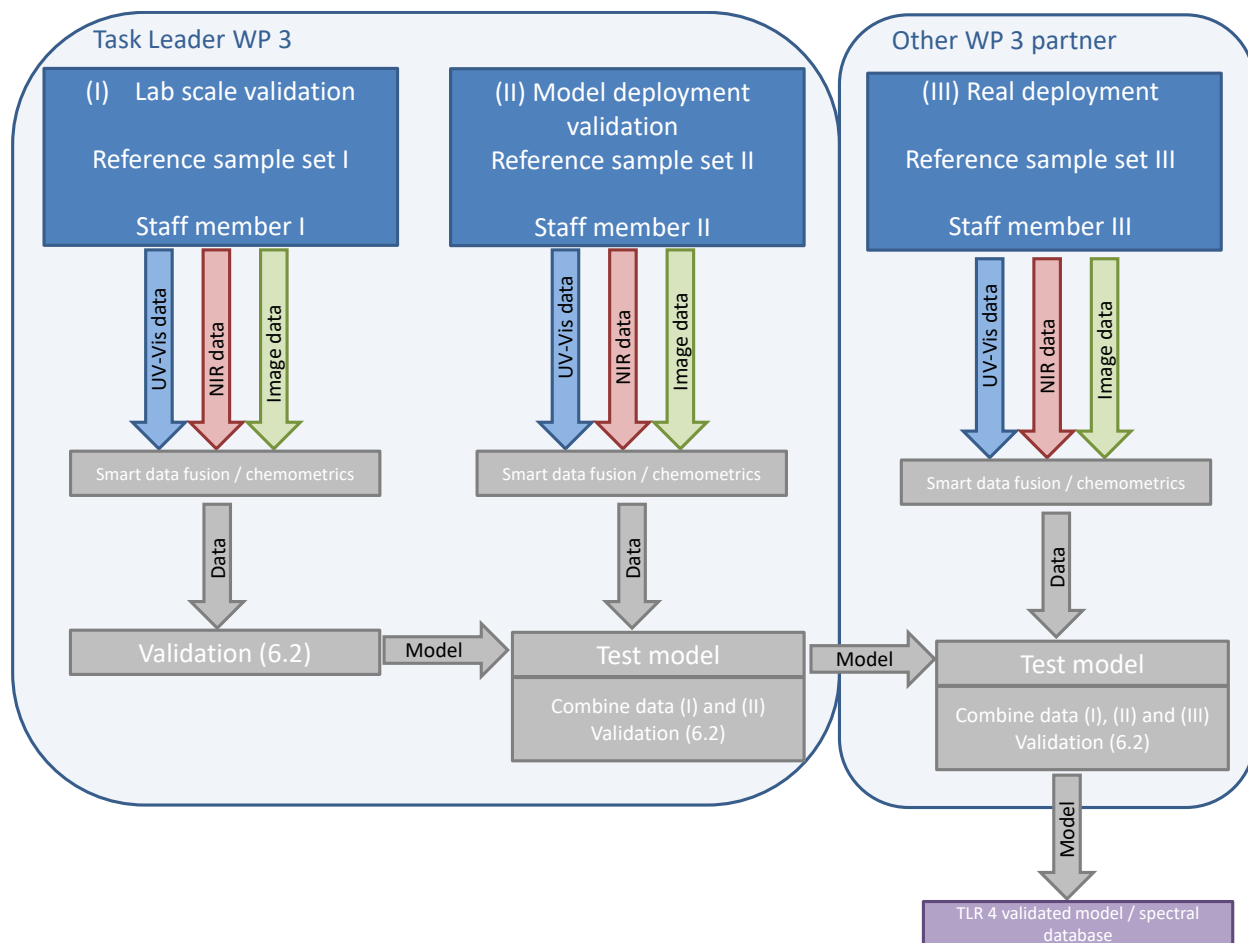 Task Leader WP 3
(I) Lab scale validation
Reference sample set I
Staff member I
UV-Vis data
NIR data
Image data
Smart data fusion / chemometrics
Data
Validation (6.2)
Model
(II) Model deployment
validation
Reference sample set II
Staff member II
UV-Vis data
NIR data
Image data
Smart data fusion / chemometrics
Data
Test model
Combine data (I) and (II)
Validation (6.2)
Model
Other WP 3 partner
(III) Real deployment
Reference sample set III
Staff member III
UV-Vis data
NIR data
Image data
Smart data fusion / chemometrics
Data
Test model
Combine data (I), (II) and (III)
Validation (6.2)
Model
TLR 4 validated model / spectral
database